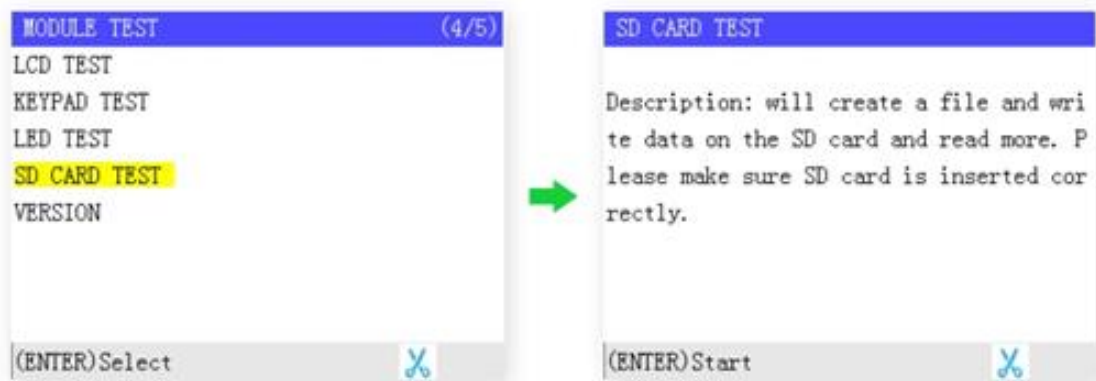 MODULE TEST (4/5)
LCD TEST
KEYPAD TEST
LED TEST
SD CARD TEST
VERSION
(ENTER)Select
SD CARD TEST
Description: will create a file and wri
te data on the SD card and read more. P
lease make sure SD card is inserted cor
rectly.
(ENTER)Start